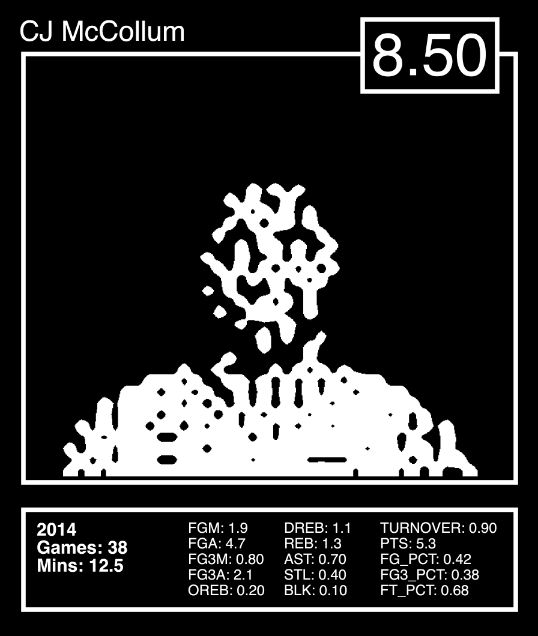 CJ McCollum
8.50
2014
Games: 38
Mins: 12.5
FGM: 1.9
FGA: 4.7
FG3M: 0.80
FG3A: 2.1
OREB: 0.20
DREB: 1.1
REB: 1.3
AST: 0.70
STL: 0.40
BLK: 0.10
TURNOVER: 0.90
PTS: 5.3
FG_PCT: 0.42
FG3_PCT: 0.38
FT_PCT: 0.68